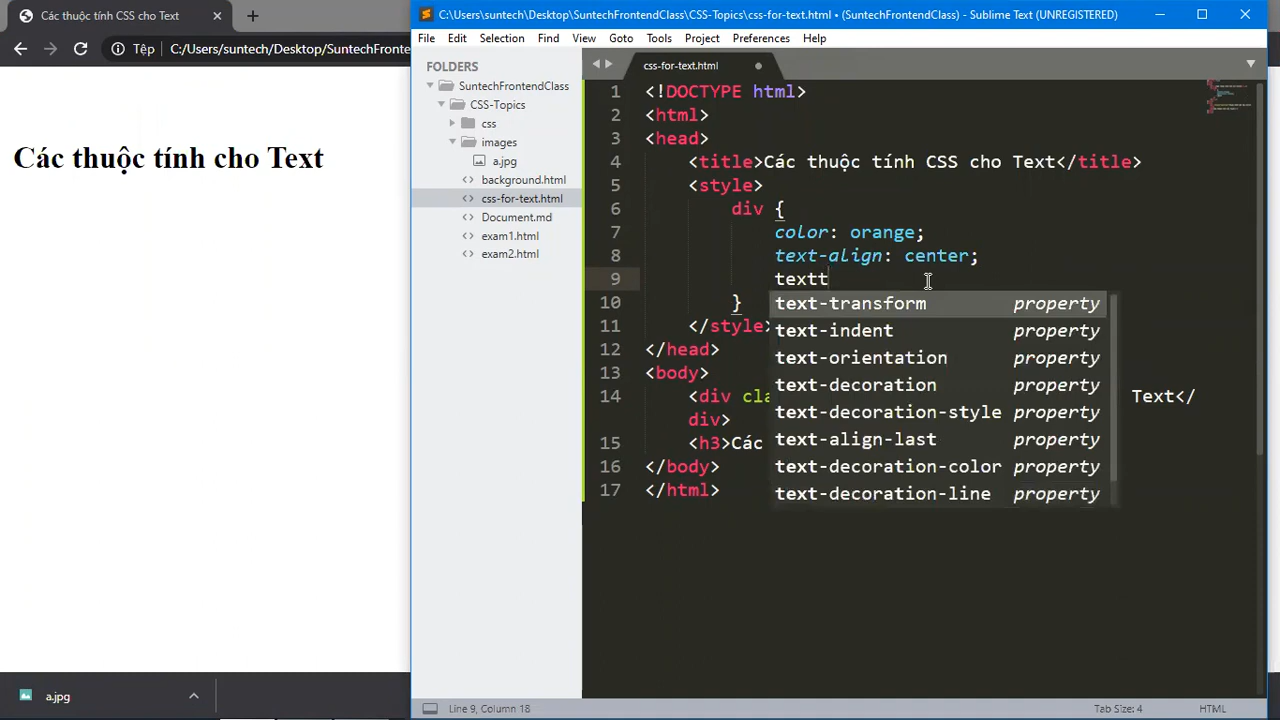 Các thuộc tính CSS cho Text
C:\Users\suntech\Desktop\SuntechFrontendClass\CSS-Topics\css-for-text.html • (SuntechFrontendClass) - Sublime Text (UNREGISTERED)
Tệp C:/Users/suntech/Desktop/SuntechFronte
File Edit Selection Find View Goto Tools Project Preferences Help
FOLDERS
SuntechFrontendClass
CSS-Topics
css
images
a.jpg
background.html
css-for-text.html
Document.md
exam1.html
exam2.html
Các thuộc tính cho Text
css-for-text.html
1 <!DOCTYPE html>
2 <html>
3 <head>
4 <title>Các thuộc tính CSS cho Text</title>
5 <style>
6 div {
7 color: orange;
8 text-align: center;
9 textt
10 }
11 </style>
12 </head>
13 <body>
14 <div cla Text</
div>
15 <h3>Các
16 </body>
17 </html>
text-transform property
text-indent property
text-orientation property
text-decoration property
text-decoration-style property
text-align-last property
text-decoration-color property
text-decoration-line property
a.jpg
Line 9, Column 18 Tab Size: 4 HTML